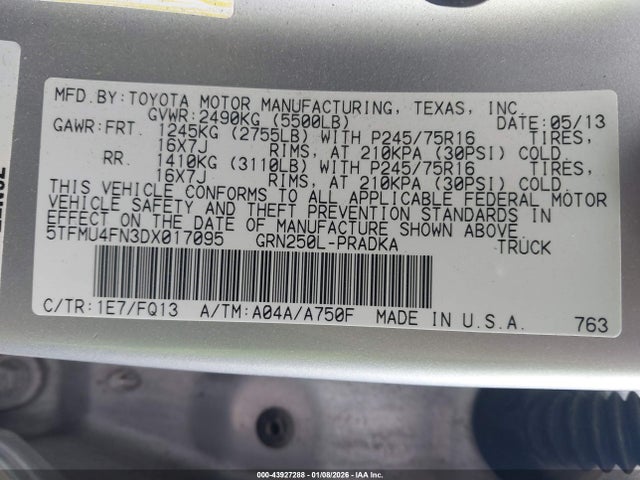 MFD.BY:TOYOTA MOTOR MANUFACTURING, TEXAS, INC.
GVWR:2490KG (5500LB) DATE:05/13
GAWR:FRT. 1245KG (2755LB) WITH P245/75R16 TIRES,
16X7J RIMS, AT 210KPA (30PSI) COLD.
RR. 1410KG (3110LB) WITH P245/75R16 TIRES,
16X7J RIMS, AT 210KPA (30PSI) COLD.
THIS VEHICLE CONFORMS TO ALL APPLICABLE FEDERAL MOTOR
VEHICLE SAFETY AND THEFT PREVENTION STANDARDS IN
EFFECT ON THE DATE OF MANUFACTURE SHOWN ABOVE.
5TFMU4FN3DX017095 GRN250L-PRADKA TRUCK
C/TR:1E7/FQ13 A/TM:A04A/A750F MADE IN U.S.A. 763
000-43927288 - 01/08/2026 - IAA Inc.